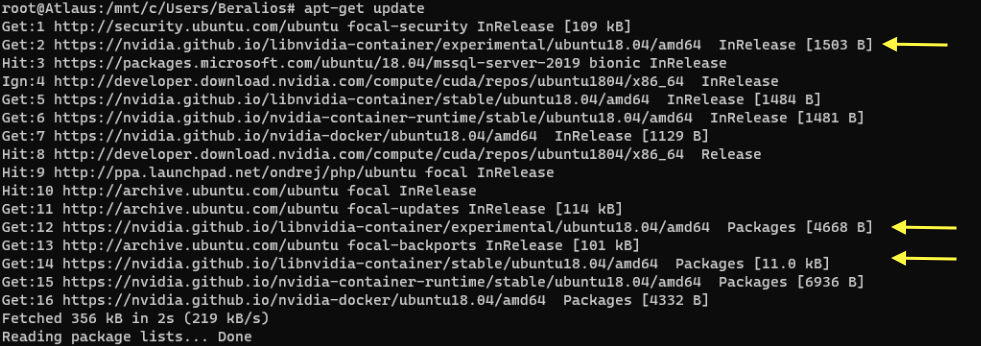 root@Atlaus:/mnt/c/Users/Beralios# apt-get update
Get:1 http://security.ubuntu.com/ubuntu focal-security InRelease [109 kB]
Get:2 https://nvidia.github.io/libnvidia-container/experimental/ubuntu18.04/amd64  InRelease [1503 B]
Hit:3 https://packages.microsoft.com/ubuntu/18.04/mssql-server-2019 bionic InRelease
Ign:4 http://developer.download.nvidia.com/compute/cuda/repos/ubuntu1804/x86_64  InRelease
Get:5 https://nvidia.github.io/libnvidia-container/stable/ubuntu18.04/amd64  InRelease [1484 B]
Get:6 https://nvidia.github.io/nvidia-container-runtime/stable/ubuntu18.04/amd64  InRelease [1481 B]
Get:7 https://nvidia.github.io/nvidia-docker/ubuntu18.04/amd64  InRelease [1129 B]
Hit:8 http://developer.download.nvidia.com/compute/cuda/repos/ubuntu1804/x86_64  Release
Hit:9 http://ppa.launchpad.net/ondrej/php/ubuntu focal InRelease
Hit:10 http://archive.ubuntu.com/ubuntu focal InRelease
Get:11 http://archive.ubuntu.com/ubuntu focal-updates InRelease [114 kB]
Get:12 https://nvidia.github.io/libnvidia-container/experimental/ubuntu18.04/amd64  Packages [4668 B]
Get:13 http://archive.ubuntu.com/ubuntu focal-backports InRelease [101 kB]
Get:14 https://nvidia.github.io/libnvidia-container/stable/ubuntu18.04/amd64  Packages [11.0 kB]
Get:15 https://nvidia.github.io/nvidia-container-runtime/stable/ubuntu18.04/amd64  Packages [6936 B]
Get:16 https://nvidia.github.io/nvidia-docker/ubuntu18.04/amd64  Packages [4332 B]
Fetched 356 kB in 2s (219 kB/s)
Reading package lists... Done